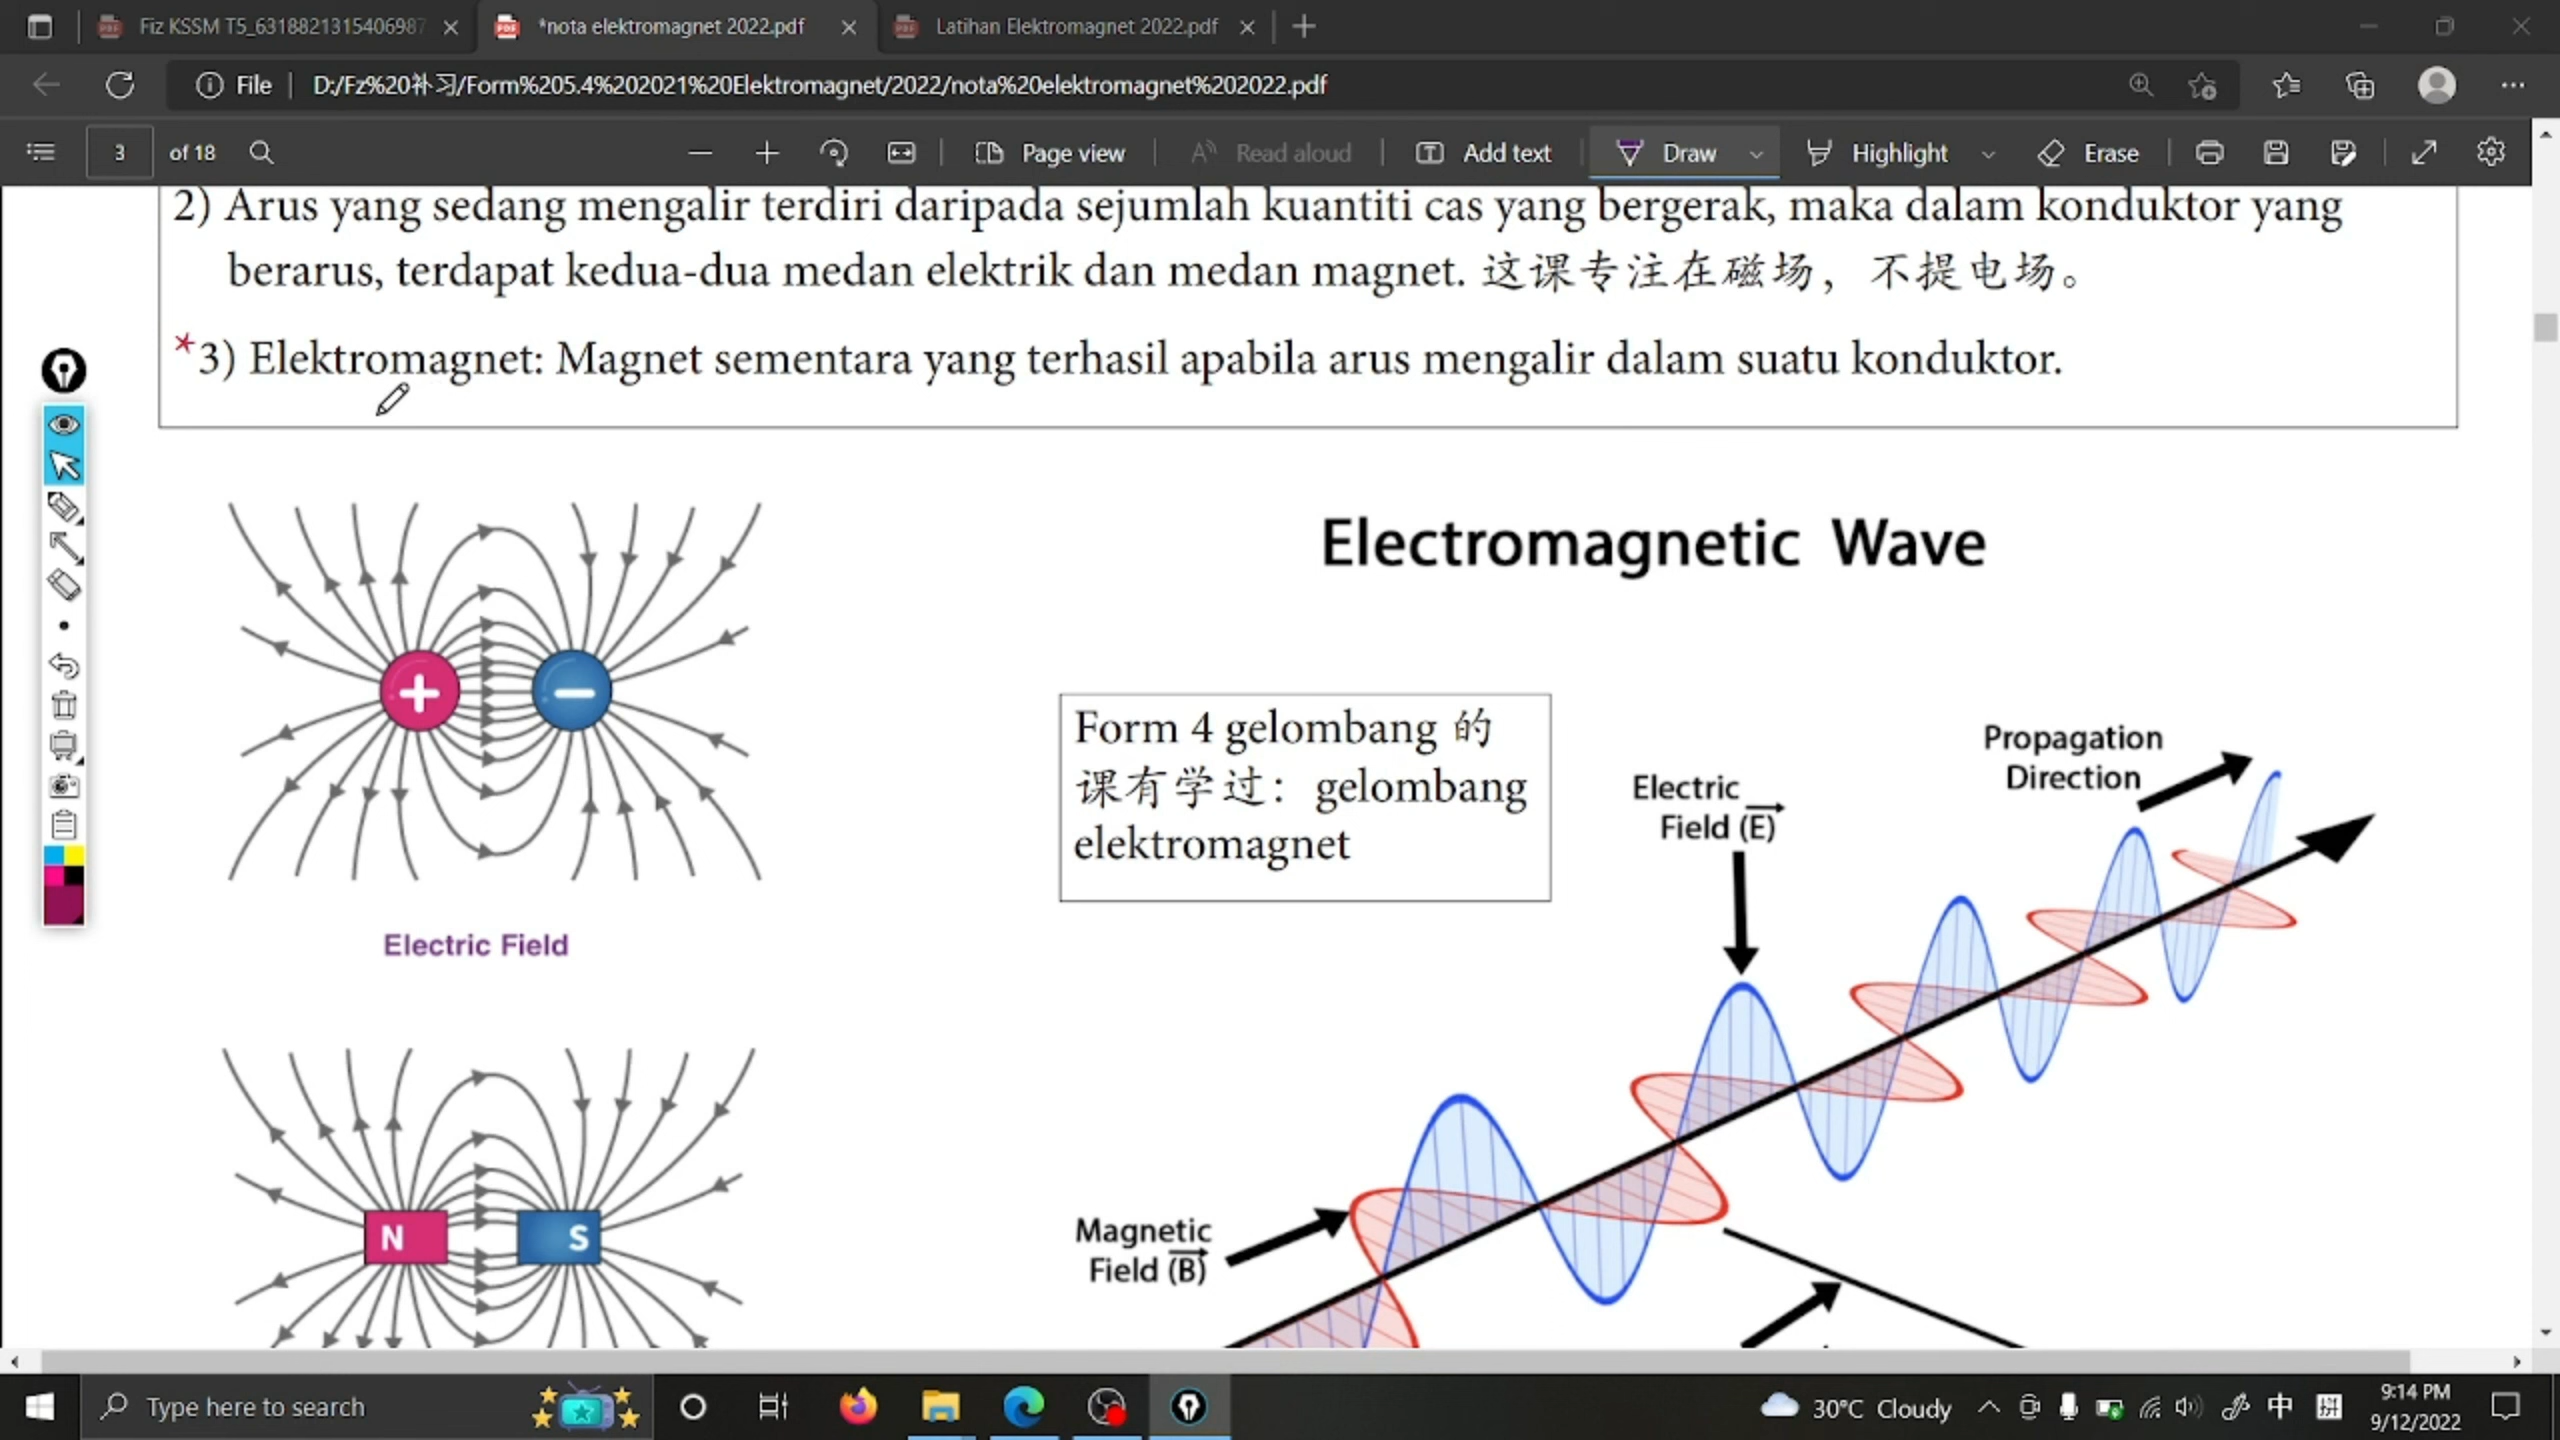 Fiz KSSM T5_6318821315406987
*nota elektromagnet 2022.pdf
Latihan Elektromagnet 2022.pdf
File
D:/Fz%20补习/Form%205.4%202021%20Elektromagnet/2022/nota%20elektromagnet%202022.pdf
3 of 18
Page view
Read aloud
Add text
Draw
Highlight
Erase
2) Arus yang sedang mengalir terdiri daripada sejumlah kuantiti cas yang bergerak, maka dalam konduktor yang
berarus, terdapat kedua-dua medan elektrik dan medan magnet. 这课专注在磁场，不提电场。
*3) Elektromagnet: Magnet sementara yang terhasil apabila arus mengalir dalam suatu konduktor.
+ −
Electric Field
N S
Electromagnetic Wave
Form 4 gelombang 的
课有学过：gelombang
elektromagnet
Electric
Field (E)
Propagation
Direction
Magnetic
Field (B)
Type here to search
30°C Cloudy
中
拼
9:14 PM
9/12/2022